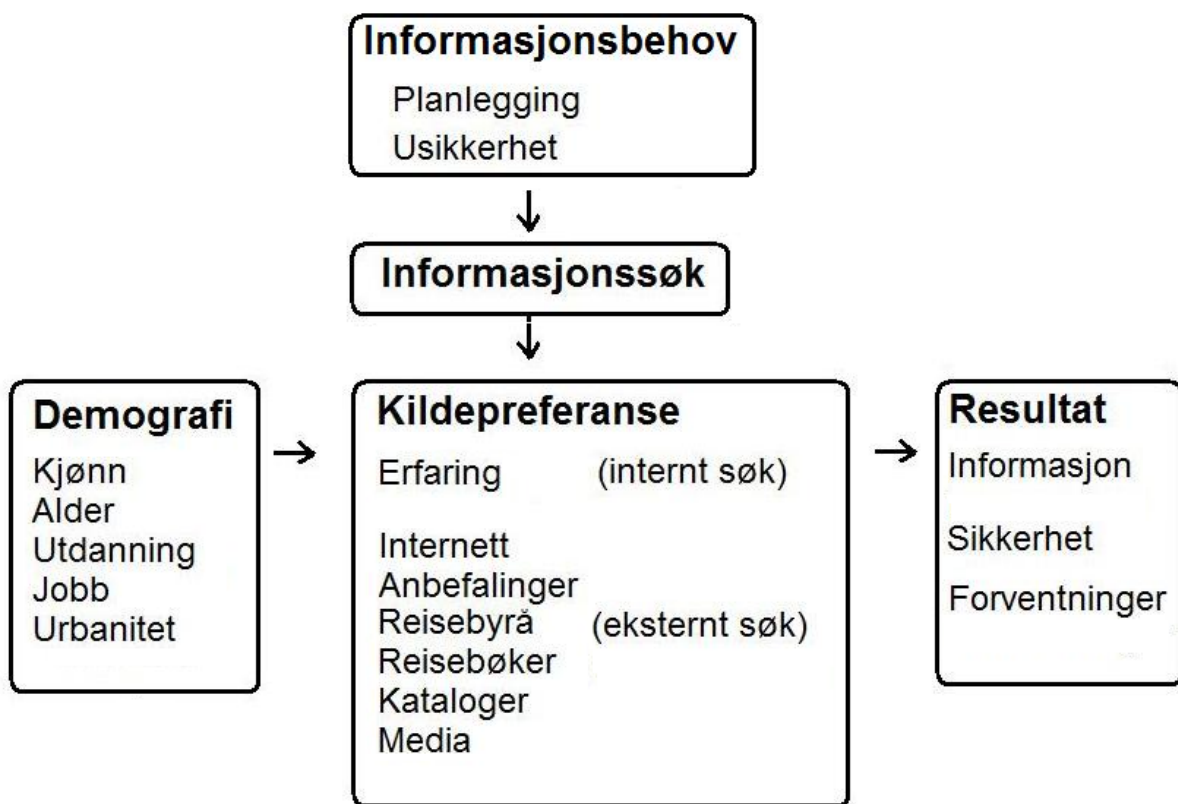 Informasjonsbehov
Planlegging
Usikkerhet
Informasjonssøk
Demografi
Kjønn
Alder
Utdanning
Jobb
Urbanitet
Kildepreferanse
Erfaring (internt søk)
Internett
Anbefalinger
Reisebyrå (eksternt søk)
Reisebøker
Kataloger
Media
Resultat
Informasjon
Sikkerhet
Forventninger